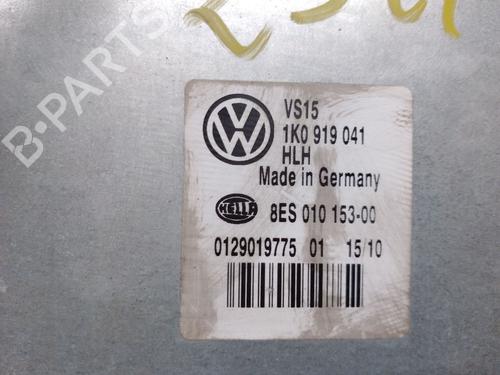 B-PARTS
VS15
1K0 919 041
HLH
Made in Germany
HELLA
8ES 010 153-00
0129019775 01 15/10